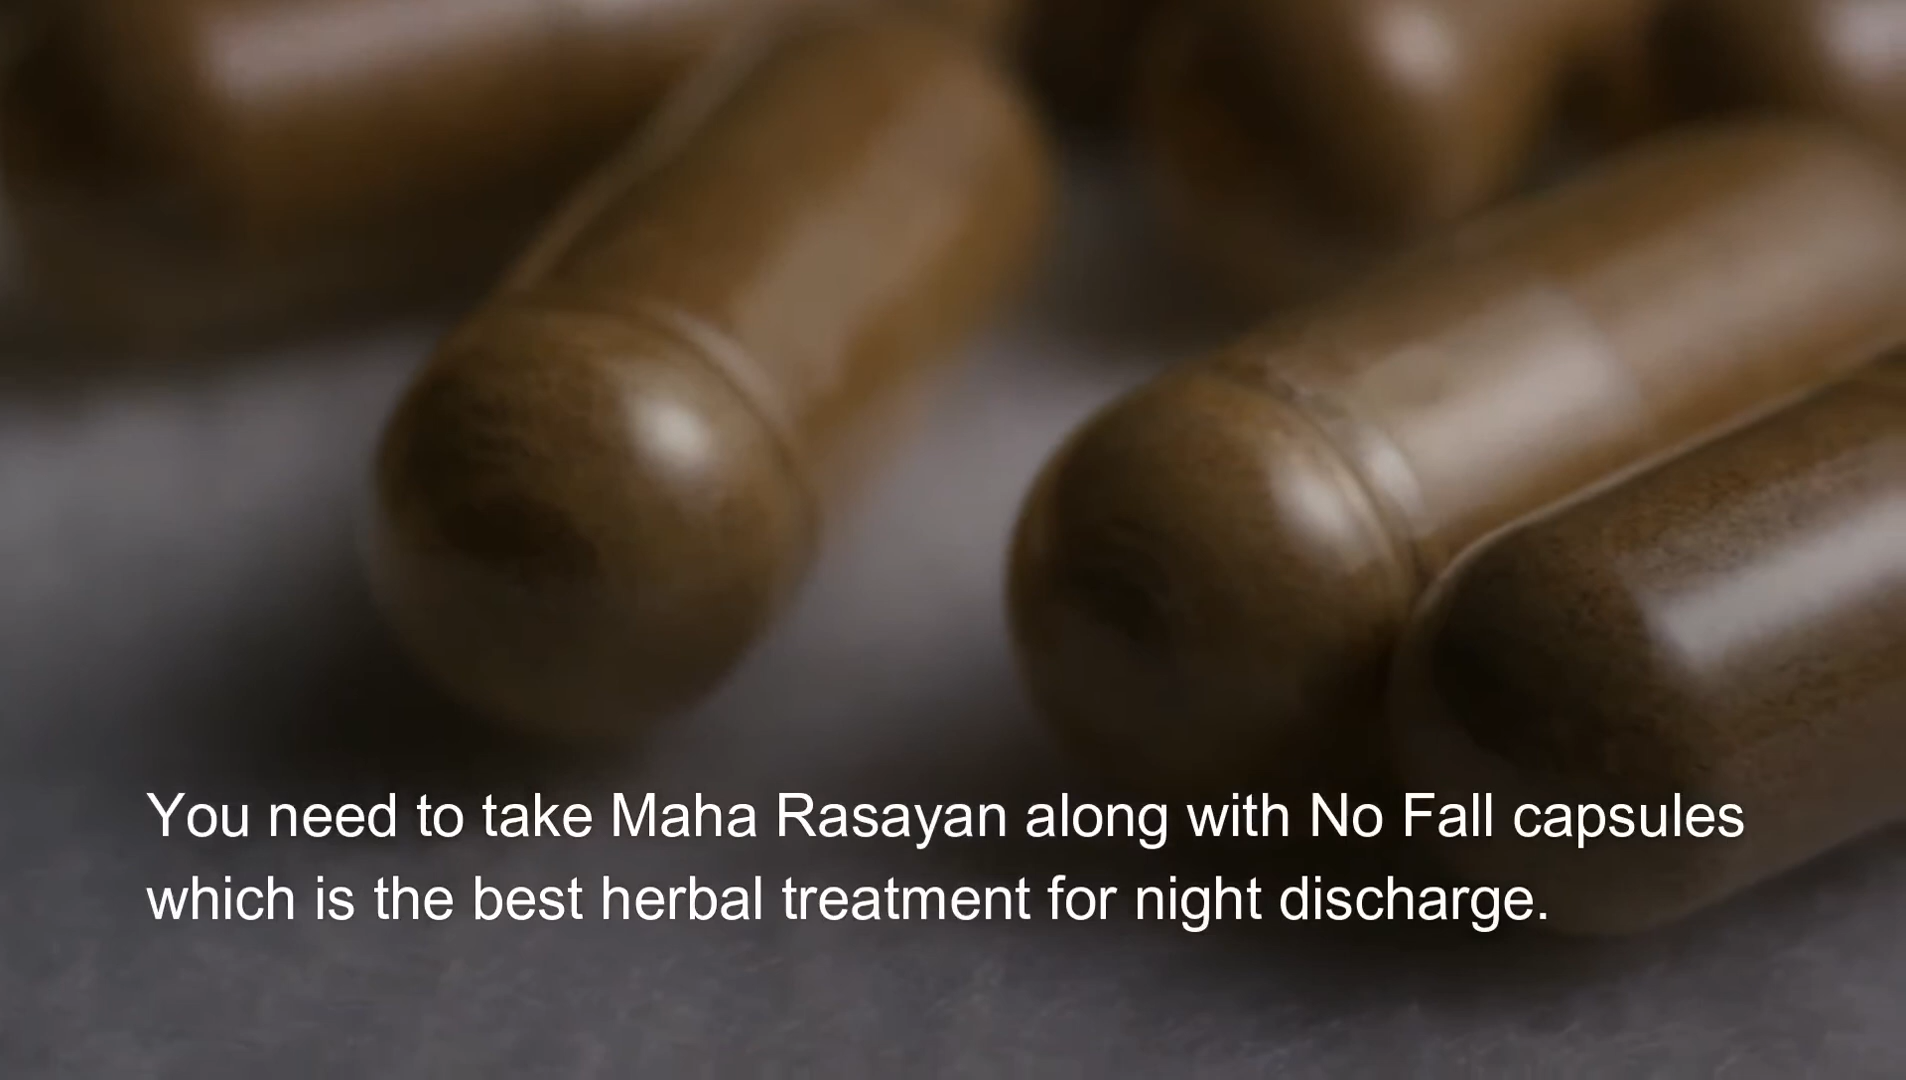 You need to take Maha Rasayan along with No Fall capsules
which is the best herbal treatment for night discharge.